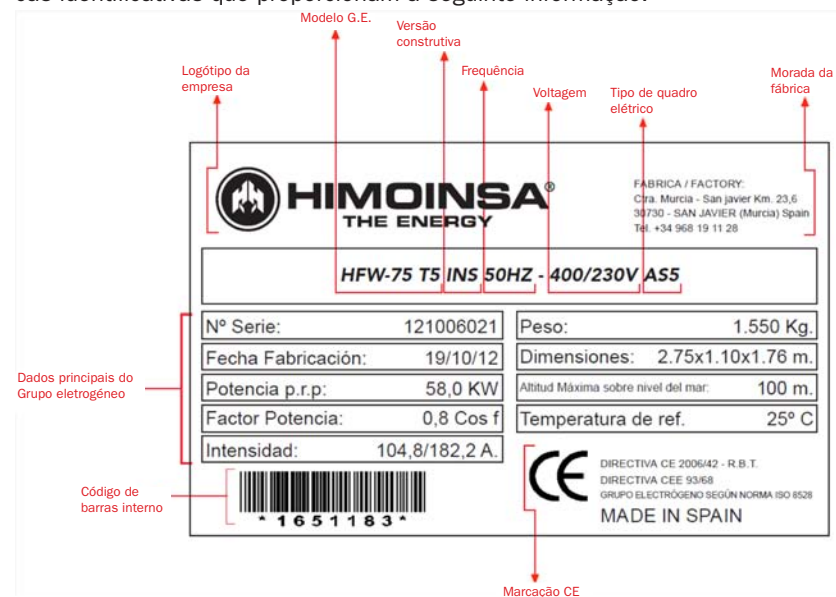 sas identificativas que proporcionam a seguinte informação:
Modelo G.E.
Versão
construtiva
Logótipo da
empresa
Frequência
Voltagem
Tipo de quadro
elétrico
Morada da
fábrica
HIMOINSA®
THE ENERGY
FABRICA / FACTORY:
Ctra. Murcia - San javier Km. 23,6
30730 - SAN JAVIER (Murcia) Spain
Tel. +34 968 19 11 28
HFW-75 T5 INS 50HZ - 400/230V AS5
Nº Serie: 121006021
Fecha Fabricación: 19/10/12
Potencia p.r.p: 58,0 KW
Factor Potencia: 0,8 Cos f
Intensidad: 104,8/182,2 A.
Peso: 1.550 Kg.
Dimensiones: 2.75x1.10x1.76 m.
Altitud Máxima sobre nivel del mar: 100 m.
Temperatura de ref. 25º C
Dados principais do
Grupo eletrogéneo
Código de
barras interno
*1651183*
CE
DIRECTIVA CE 2006/42 - R.B.T.
DIRECTIVA CEE 93/68
GRUPO ELECTRÓGENO SEGÚN NORMA ISO 8528
MADE IN SPAIN
Marcação CE